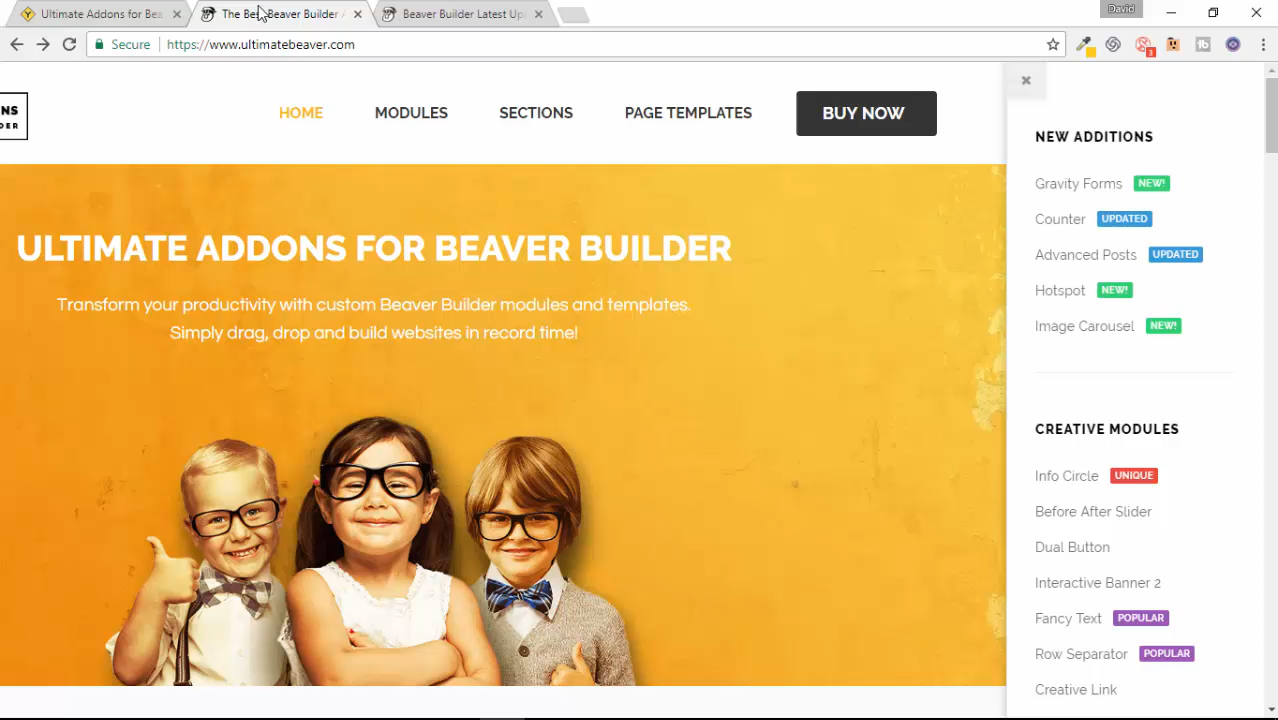 Ultimate Addons for Bea
The Bes Beaver Builder
Beaver Builder Latest Up
David
Secure
https://www.ultimatebeaver.com
3
NS
DER
HOME
MODULES
SECTIONS
PAGE TEMPLATES
BUY NOW
ULTIMATE ADDONS FOR BEAVER BUILDER
Transform your productivity with custom Beaver Builder modules and templates.
Simply drag, drop and build websites in record time!
NEW ADDITIONS
Gravity Forms NEW!
Counter UPDATED
Advanced Posts UPDATED
Hotspot NEW!
Image Carousel NEW!
CREATIVE MODULES
Info Circle UNIQUE
Before After Slider
Dual Button
Interactive Banner 2
Fancy Text POPULAR
Row Separator POPULAR
Creative Link